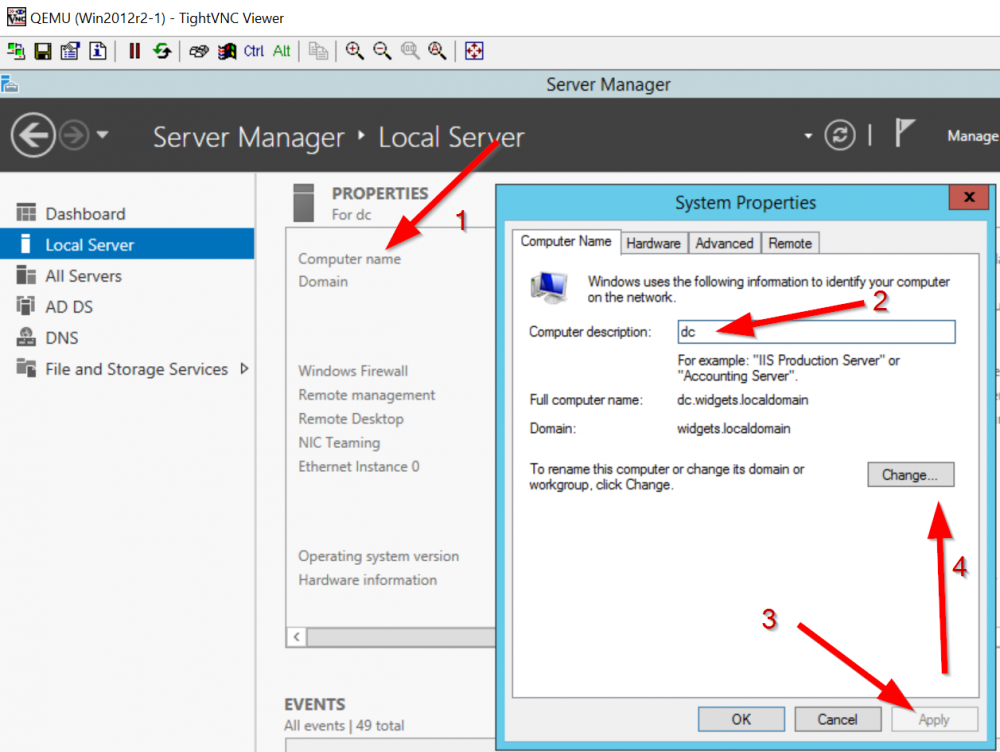 QEMU (Win2012r2-1) - TightVNC Viewer
Ctrl Alt
Server Manager
Server Manager ‣ Local Server
Manage
Dashboard
Local Server
All Servers
AD DS
DNS
File and Storage Services
PROPERTIES
For dc
1
Computer name
Domain
Windows Firewall
Remote management
Remote Desktop
NIC Teaming
Ethernet Instance 0
Operating system version
Hardware information
EVENTS
All events | 49 total
System Properties
x
Computer Name Hardware Advanced Remote
Windows uses the following information to identify your computer
on the network.
2
Computer description: dc
For example: "IIS Production Server" or
"Accounting Server".
Full computer name: dc.widgets.localdomain
Domain: widgets.localdomain
To rename this computer or change its domain or
workgroup, click Change.
Change...
4
3
OK Cancel Apply